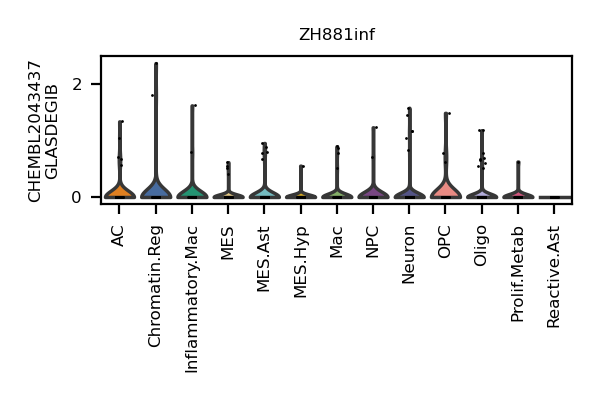 ZH881inf
CHEMBL2043437
GLASDEGIB
2
0
AC
Chromatin.Reg
Inflammatory.Mac
MES
MES.Ast
MES.Hyp
Mac
NPC
Neuron
OPC
Oligo
Prolif.Metab
Reactive.Ast